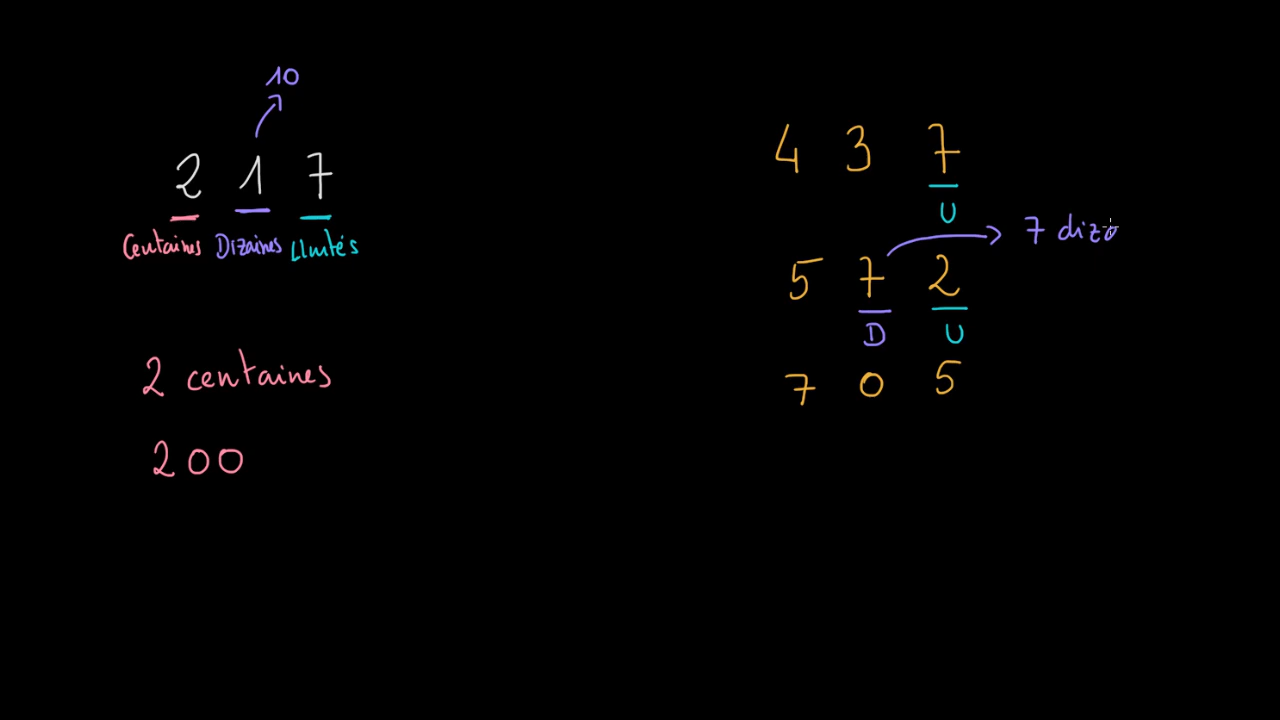 10
2 1 7
Centaines Dizaines Unités
2 centaines
200
4 3 7
U
7 diza
5 7 2
D U
7 0 5